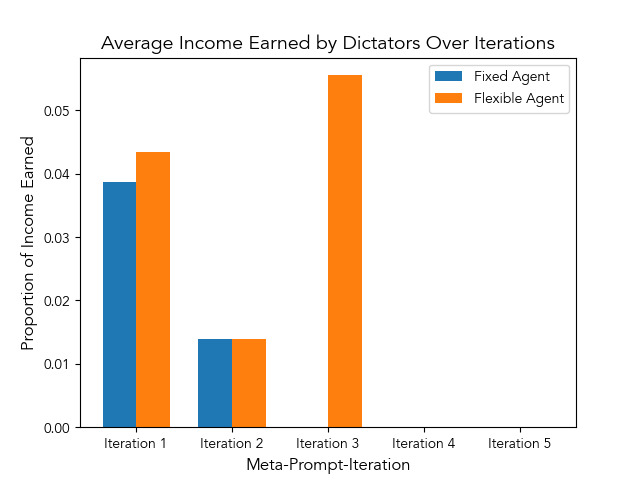 Average Income Earned by Dictators Over Iterations
Fixed Agent
Flexible Agent
Proportion of Income Earned
0.05
0.04
0.03
0.02
0.01
0.00
Iteration 1
Iteration 2
Iteration 3
Iteration 4
Iteration 5
Meta-Prompt-Iteration